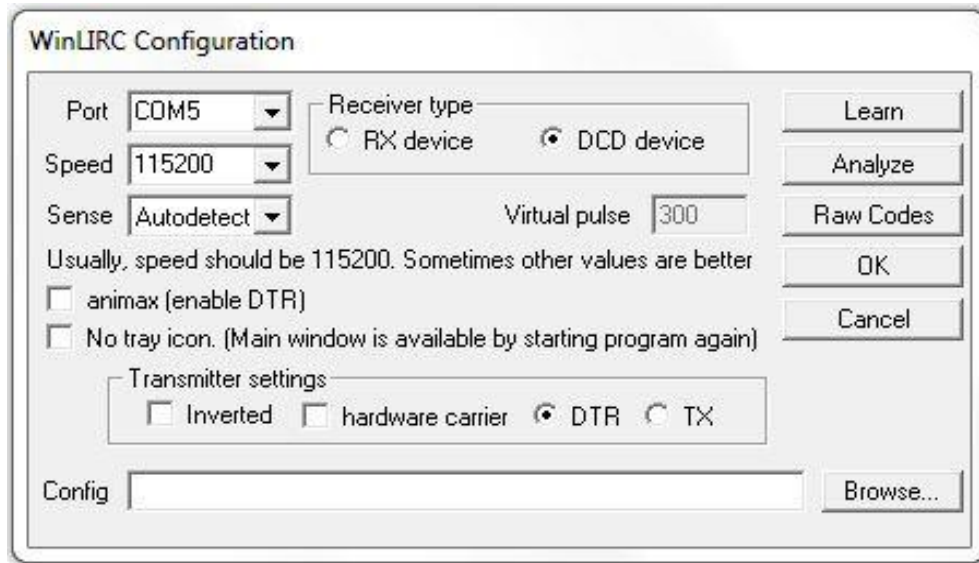 WinLIRC Configuration
Port COM5
Receiver type
RX device DCD device
Learn
Speed 115200
Analyze
Sense Autodetect
Virtual pulse 300
Raw Codes
Usually, speed should be 115200. Sometimes other values are better
OK
animax (enable DTR)
Cancel
No tray icon. (Main window is available by starting program again)
Transmitter settings
Inverted hardware carrier DTR TX
Config
Browse...